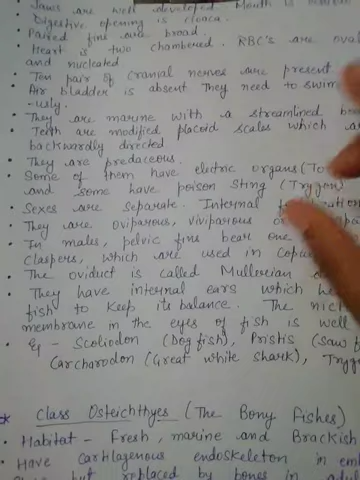 Jaws are well developed. Mouth is
Digestive opening is cloaca.
Paired fins are broad.
Heart is two chambered. RBC's are oval
and nucleated
Ten pair of cranial nerves are present
Air bladder is absent They need to swim
-usly.
They are marine with a streamlined
Teeth are modified placoid scales which
backwardly directed
They are predaceous.
Some of them have electric organs (To
and some have poison sting (Trygon
Sexes are separate. Internal
They are oviparous, viviparous or
In males, pelvic fins bear one
claspers, which are used in
The oviduct is called Mullerian
They have internal ears which
fish to keep its balance. The
membrane in the eyes of fish is well
Eg - Scoliodon (Dog fish), Pristis (Saw
Carcharodon (Great white shark), Tryg
* Class Osteichthyes (The Bony Fishes)
Habitat - Fresh, marine and Brackish
Have cartilagenous endoskeleton in
but replaced by bones in